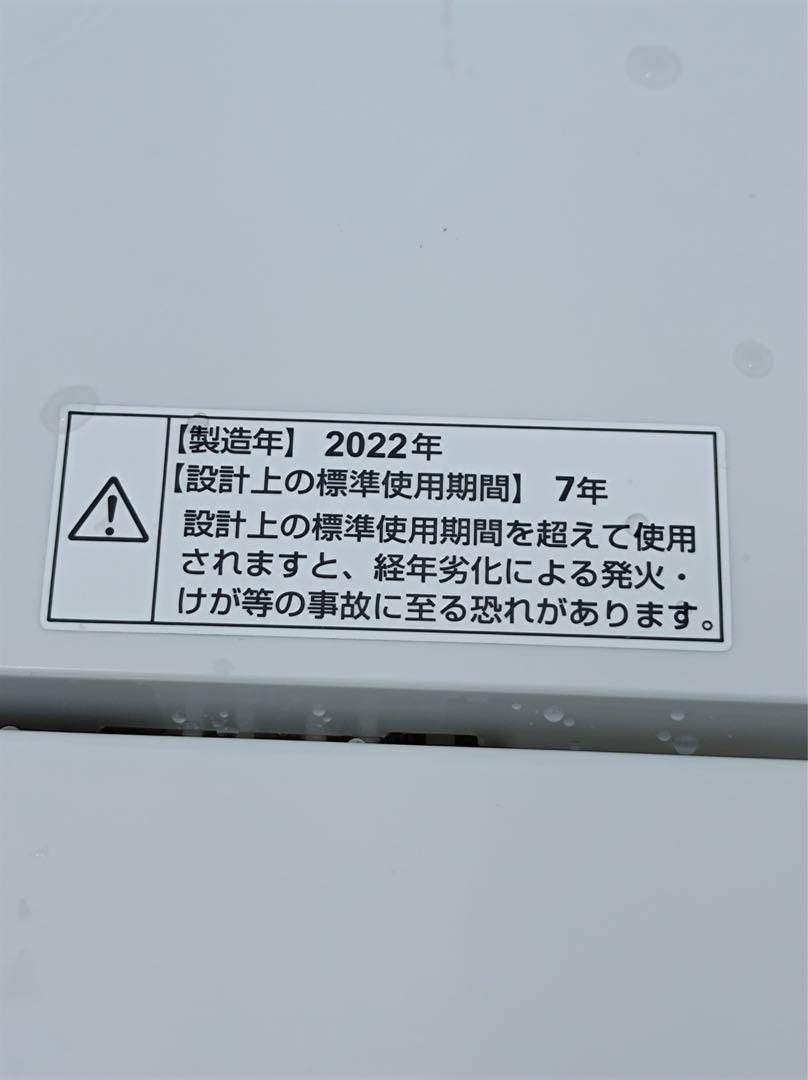 【製造年】 2022年
【設計上の標準使用期間】 7年
設計上の標準使用期間を超えて使用
されますと、経年劣化による発火・
けが等の事故に至る恐れがあります。